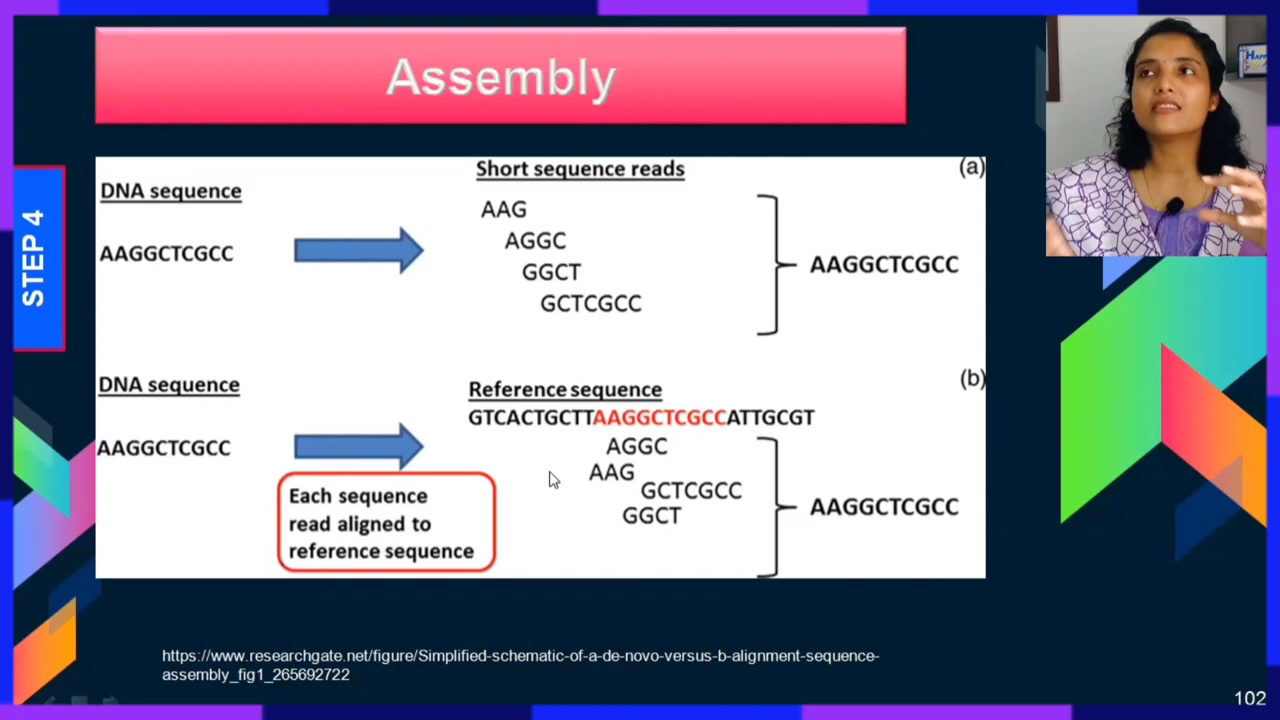 Assembly
STEP 4
Short sequence reads
(a)
DNA sequence
AAG
AGGC
AAGGCTCGCC
GGCT
AAGGCTCGCC
GCTCGCC
DNA sequence
Reference sequence
(b)
GTCACTGCTTAAGGCTCGCCATTGCGT
AAGGCTCGCC
AGGC
AAG
GCTCGCC
GGCT
AAGGCTCGCC
Each sequence
read aligned to
reference sequence
https://www.researchgate.net/figure/Simplified-schematic-of-a-de-novo-versus-b-alignment-sequence-
assembly_fig1_265692722
102